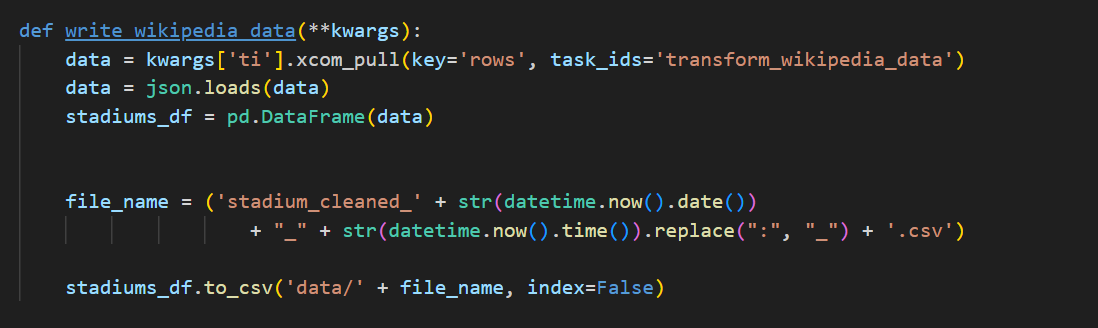 def write_wikipedia_data(**kwargs):
    data = kwargs['ti'].xcom_pull(key='rows', task_ids='transform_wikipedia_data')
    data = json.loads(data)
    stadiums_df = pd.DataFrame(data)
    file_name = ('stadium_cleaned_' + str(datetime.now().date())
                + "_" + str(datetime.now().time()).replace(":", "_") + '.csv')
    stadiums_df.to_csv('data/' + file_name, index=False)